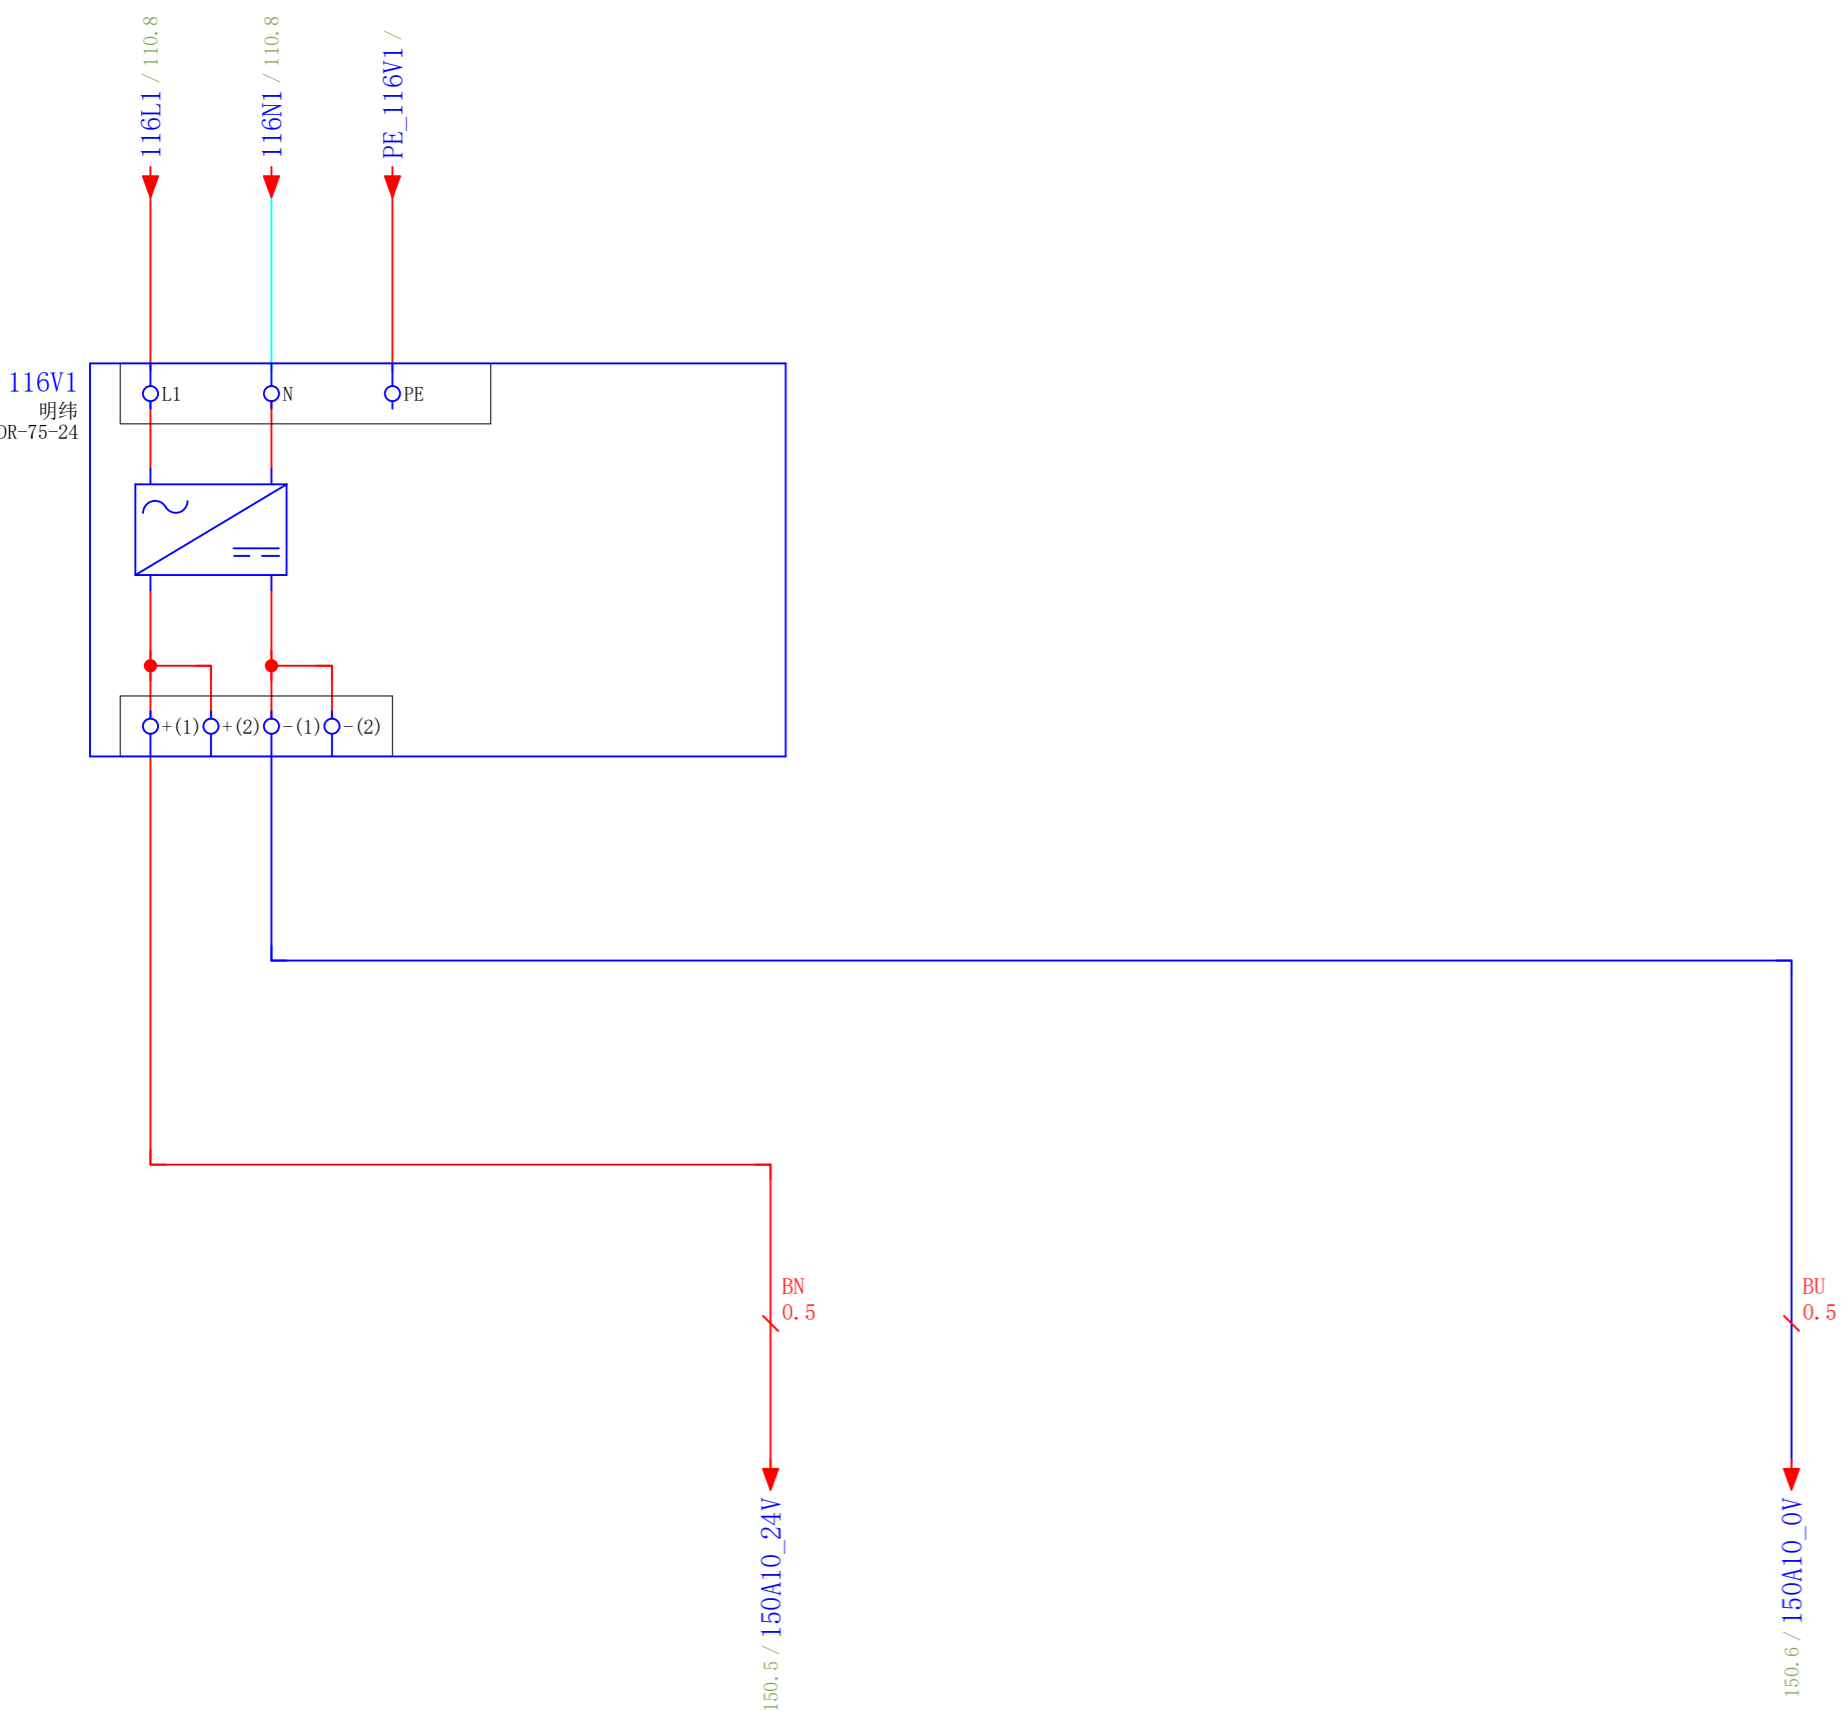 116L1 / 110.8
116N1 / 110.8
PE_116V1 /
116V1
明纬
DR-75-24
L1
N
PE
+(1)
+(2)
-(1)
-(2)
BN
0.5
BU
0.5
150.5 / 150A10_24V
150.6 / 150A10_0V